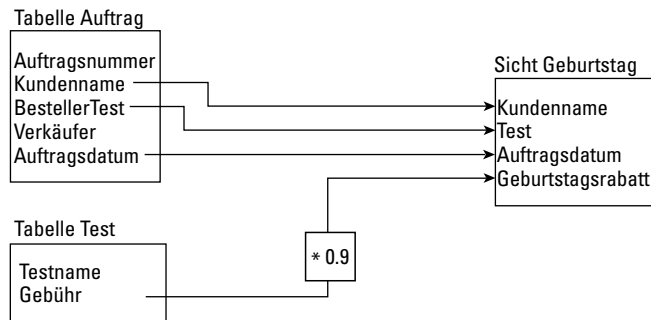 Tabelle Auftrag
Auftragsnummer
Kundenname
BestellerTest
Verkäufer
Auftragsdatum
Sicht Geburtstag
Kundenname
Test
Auftragsdatum
Geburtstagsrabatt
Tabelle Test
Testname
Gebühr
* 0.9